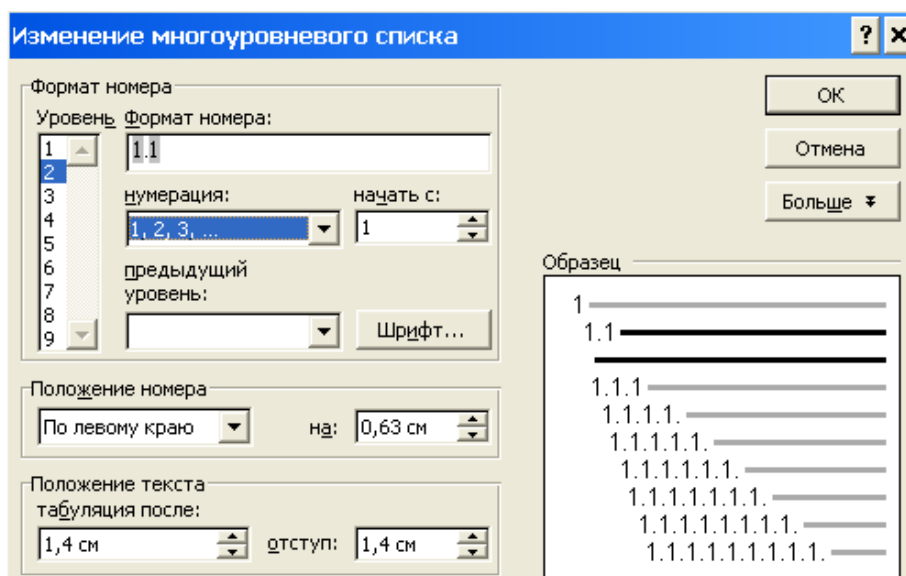 Изменение многоуровневого списка
Формат номера
Уровень Формат номера:
1
2
3
4
5
6
7
8
9
1.1
нумерация:
начать с:
1, 2, 3, ...
1
предыдущий
уровень:
Шрифт...
Положение номера
По левому краю
на:
0,63 см
Положение текста
табуляция после:
1,4 см
отступ:
1,4 см
ОК
Отмена
Больше
Образец
1
1.1
1.1.1
1.1.1.1.
1.1.1.1.1.
1.1.1.1.1.1.
1.1.1.1.1.1.1.
1.1.1.1.1.1.1.1.
1.1.1.1.1.1.1.1.1.